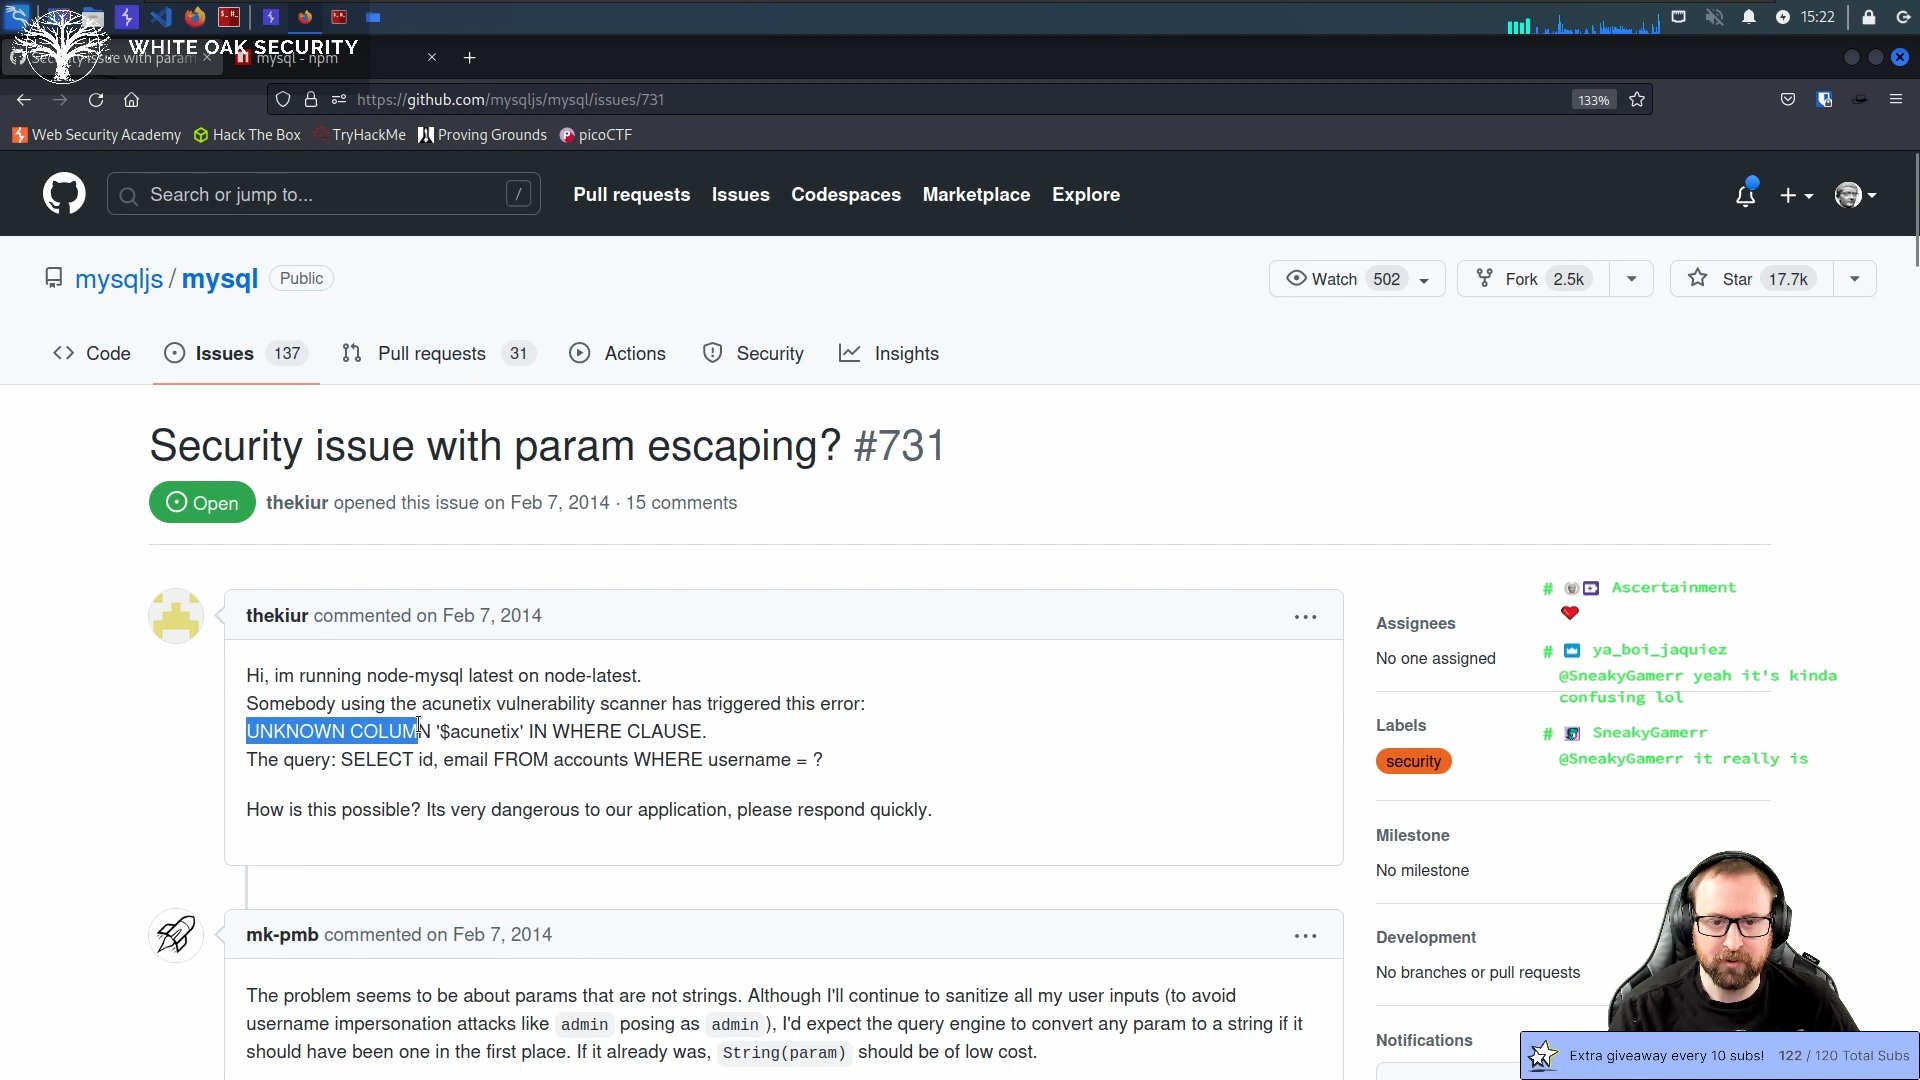 15:22
WHITE OAK SECURITY
Security issue with param
mysql - npm
https://github.com/mysqljs/mysql/issues/731
133%
Web Security Academy
Hack The Box
TryHackMe
Proving Grounds
picoCTF
Search or jump to...
/
Pull requests
Issues
Codespaces
Marketplace
Explore
mysqljs / mysql
Public
Watch 502
Fork 2.5k
Star 17.7k
Code
Issues 137
Pull requests 31
Actions
Security
Insights
Security issue with param escaping? #731
Open
thekiur opened this issue on Feb 7, 2014 · 15 comments
thekiur commented on Feb 7, 2014
Hi, im running node-mysql latest on node-latest.
Somebody using the acunetix vulnerability scanner has triggered this error:
UNKNOWN COLUMN '$acunetix' IN WHERE CLAUSE.
The query: SELECT id, email FROM accounts WHERE username = ?
How is this possible? Its very dangerous to our application, please respond quickly.
mk-pmb commented on Feb 7, 2014
The problem seems to be about params that are not strings. Although I'll continue to sanitize all my user inputs (to avoid
username impersonation attacks like admin posing as admin ), I'd expect the query engine to convert any param to a string if it
should have been one in the first place. If it already was, String(param) should be of low cost.
Assignees
No one assigned
Labels
security
Milestone
No milestone
Development
No branches or pull requests
Notifications
# Ascertainment
# ya_boi_jaquiez
@SneakyGamerr yeah it's kinda
confusing lol
# SneakyGamerr
@SneakyGamerr it really is
Extra giveaway every 10 subs! 122 / 120 Total Subs